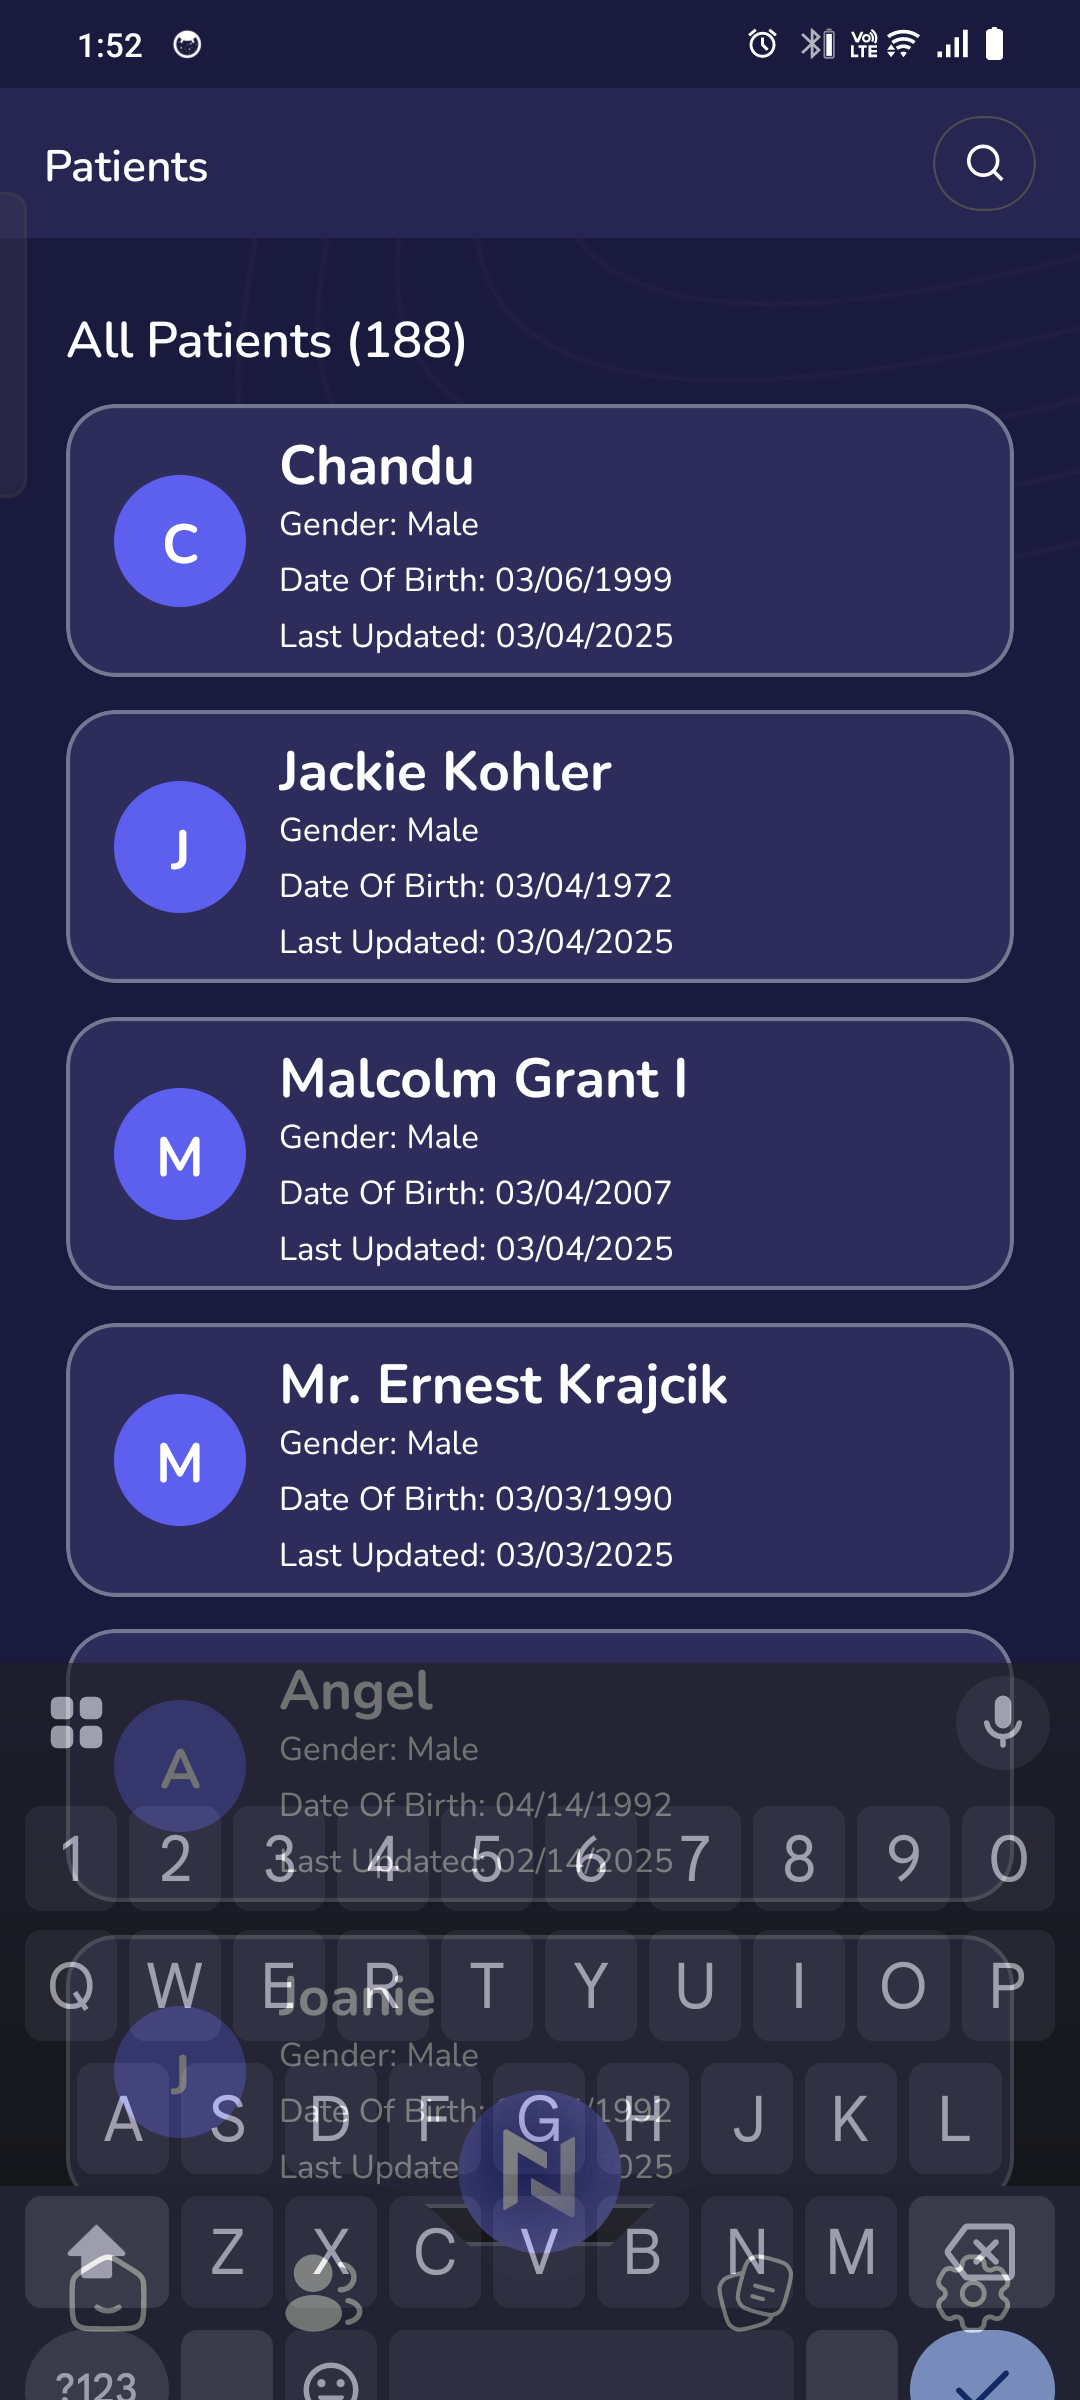 1:52
Vo)) LTE
Patients
All Patients (188)
C
Chandu
Gender: Male
Date Of Birth: 03/06/1999
Last Updated: 03/04/2025
J
Jackie Kohler
Gender: Male
Date Of Birth: 03/04/1972
Last Updated: 03/04/2025
M
Malcolm Grant I
Gender: Male
Date Of Birth: 03/04/2007
Last Updated: 03/04/2025
M
Mr. Ernest Krajcik
Gender: Male
Date Of Birth: 03/03/1990
Last Updated: 03/03/2025
A
Angel
Gender: Male
Date Of Birth: 04/14/1992
Last Updated: 02/14/2025
1 2 3 4 5 6 7 8 9 0
Q W E R T Y U I O P
J
Joanie
Gender: Male
Date Of Birth: /1992
A S D F G H J K L
Last Update 025
Z X C V B N M
?123